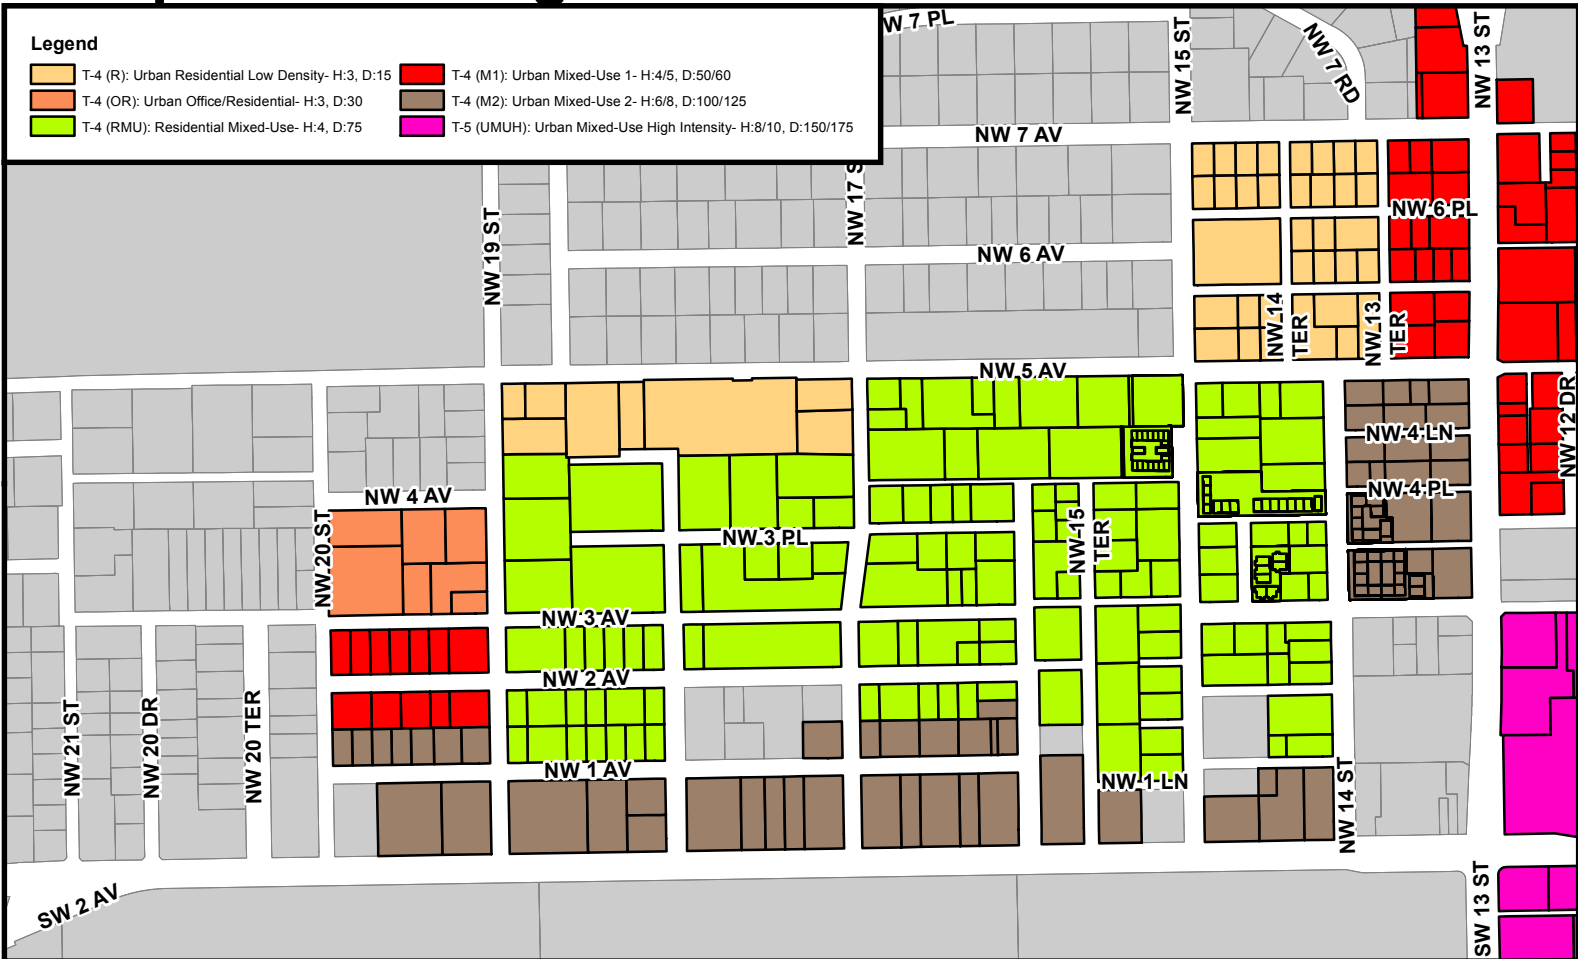 Legend
T-4 (R): Urban Residential Low Density- H:3, D:15
T-4 (M1): Urban Mixed-Use 1- H:4/5, D:50/60
T-4 (OR): Urban Office/Residential- H:3, D:30
T-4 (M2): Urban Mixed-Use 2- H:6/8, D:100/125
T-4 (RMU): Residential Mixed-Use- H:4, D:75
T-5 (UMUH): Urban Mixed-Use High Intensity- H:8/10, D:150/175
W 7 PL
NW 15 ST
NW 7 RD
NW 13 ST
NW 7 AV
NW 17 S
NW 6 PL
NW 19 ST
NW 6 AV
NW 14 TER
NW 13 TER
NW 5 AV
NW 12 DR
NW 4 LN
NW 4 PL
NW 4 AV
NW 20 ST
NW 3 PL
NW 15 TER
NW 3 AV
NW 2 AV
NW 21 ST
NW 20 DR
NW 20 TER
NW 1 AV
NW 1 LN
NW 14 ST
SW 2 AV
SW 13 ST